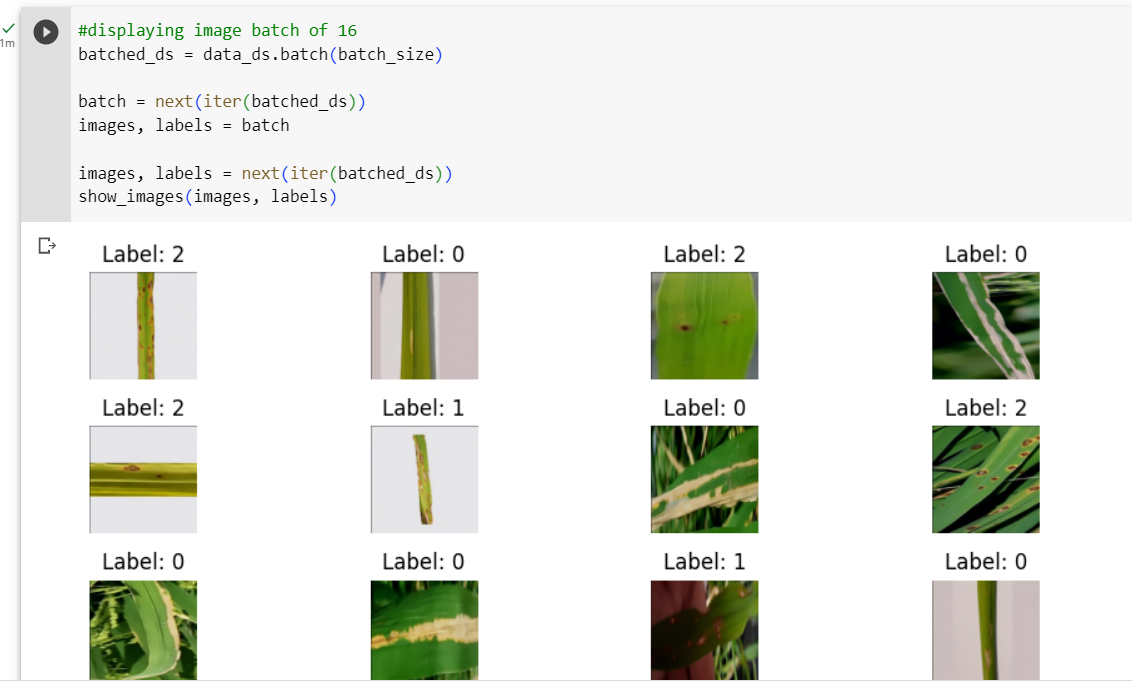 #displaying image batch of 16
batched_ds = data_ds.batch(batch_size)
1m
batch = next(iter(batched_ds))
images, labels = batch
images, labels = next(iter(batched_ds))
show_images(images, labels)
Label: 2 Label: 0 Label: 2 Label: 0
Label: 2 Label: 1 Label: 0 Label: 2
Label: 0 Label: 0 Label: 1 Label: 0